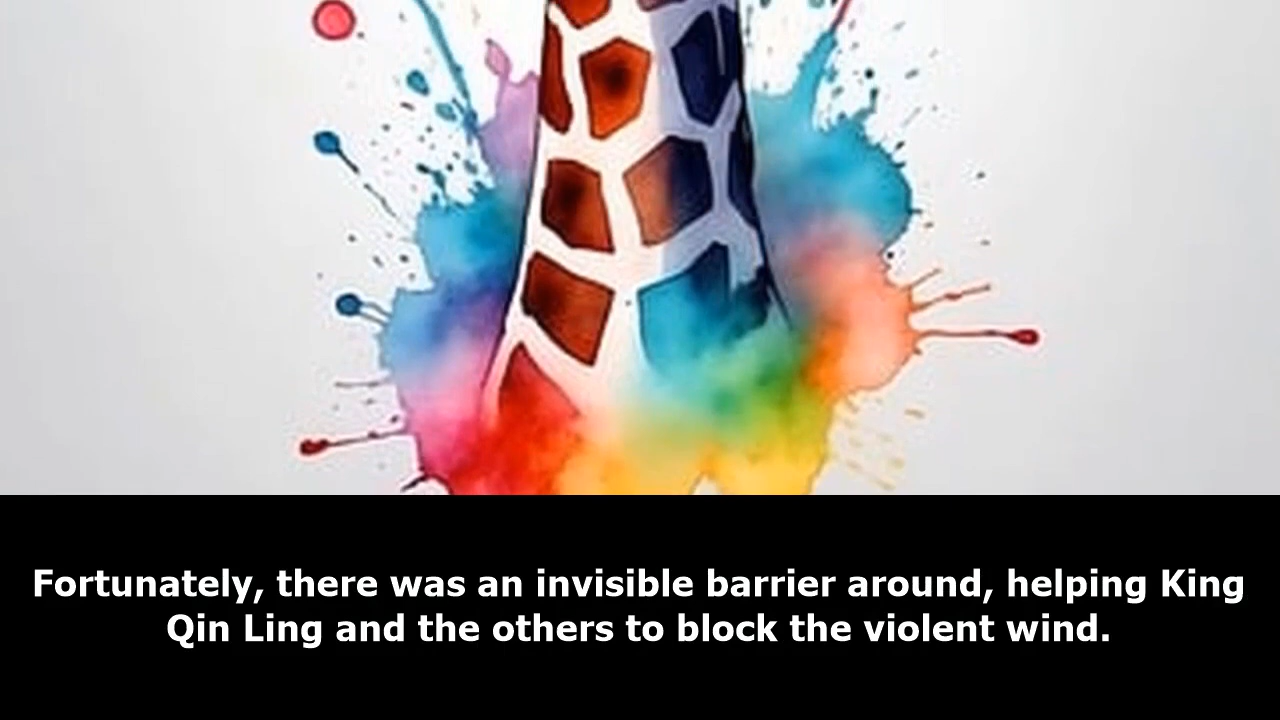 Fortunately, there was an invisible barrier around, helping King
Qin Ling and the others to block the violent wind.